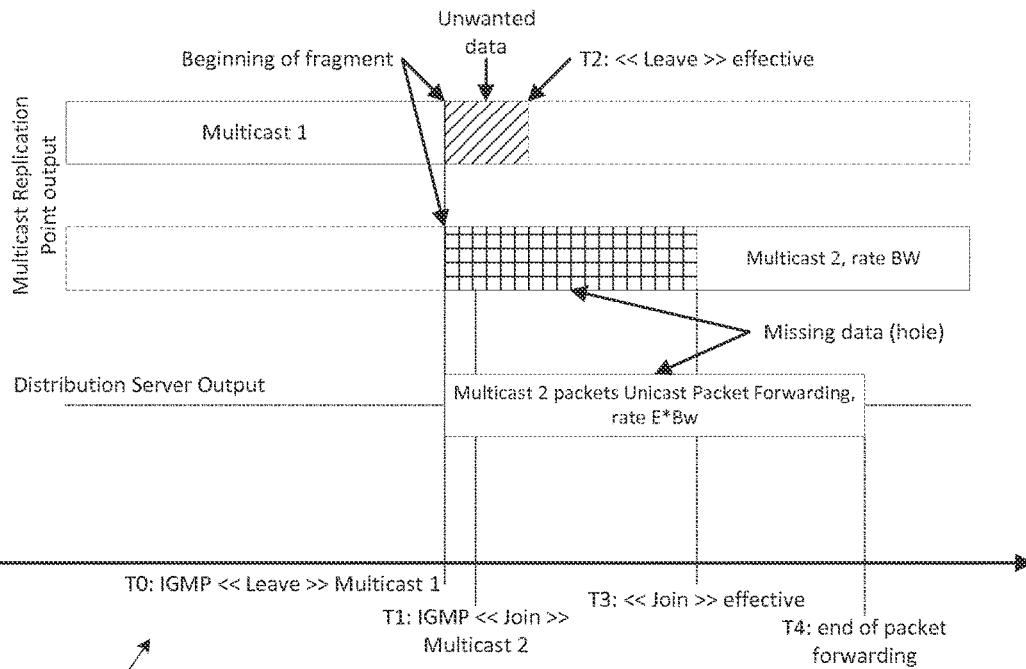 Unwanted
data
Beginning of fragment
T2: << Leave >> effective
Multicast Replication
Point output
Multicast 1
Multicast 2, rate BW
Missing data (hole)
Distribution Server Output
Multicast 2 packets Unicast Packet Forwarding,
rate E*Bw
T0: IGMP << Leave >> Multicast 1
T1: IGMP << Join >>
Multicast 2
T3: << Join >> effective
T4: end of packet
forwarding